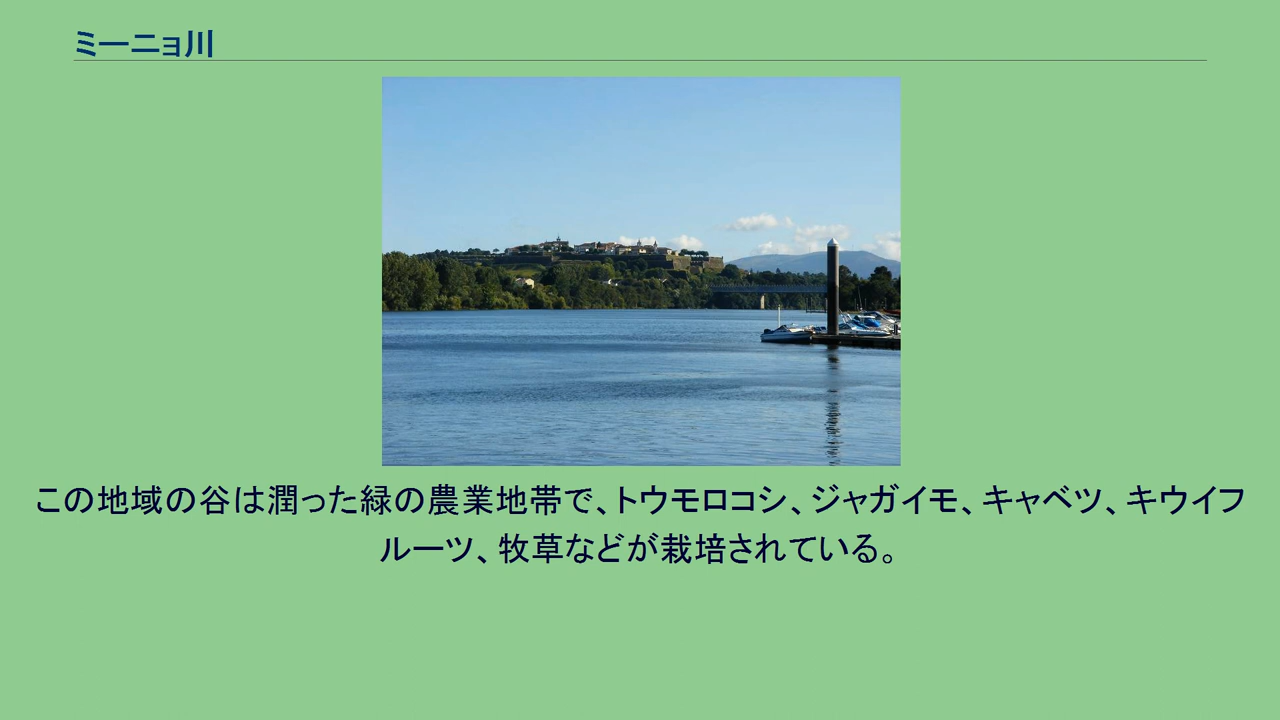 ミーニョ川
この地域の谷は潤った緑の農業地帯で、トウモロコシ、ジャガイモ、キャベツ、キウイフ
ルーツ、牧草などが栽培されている。